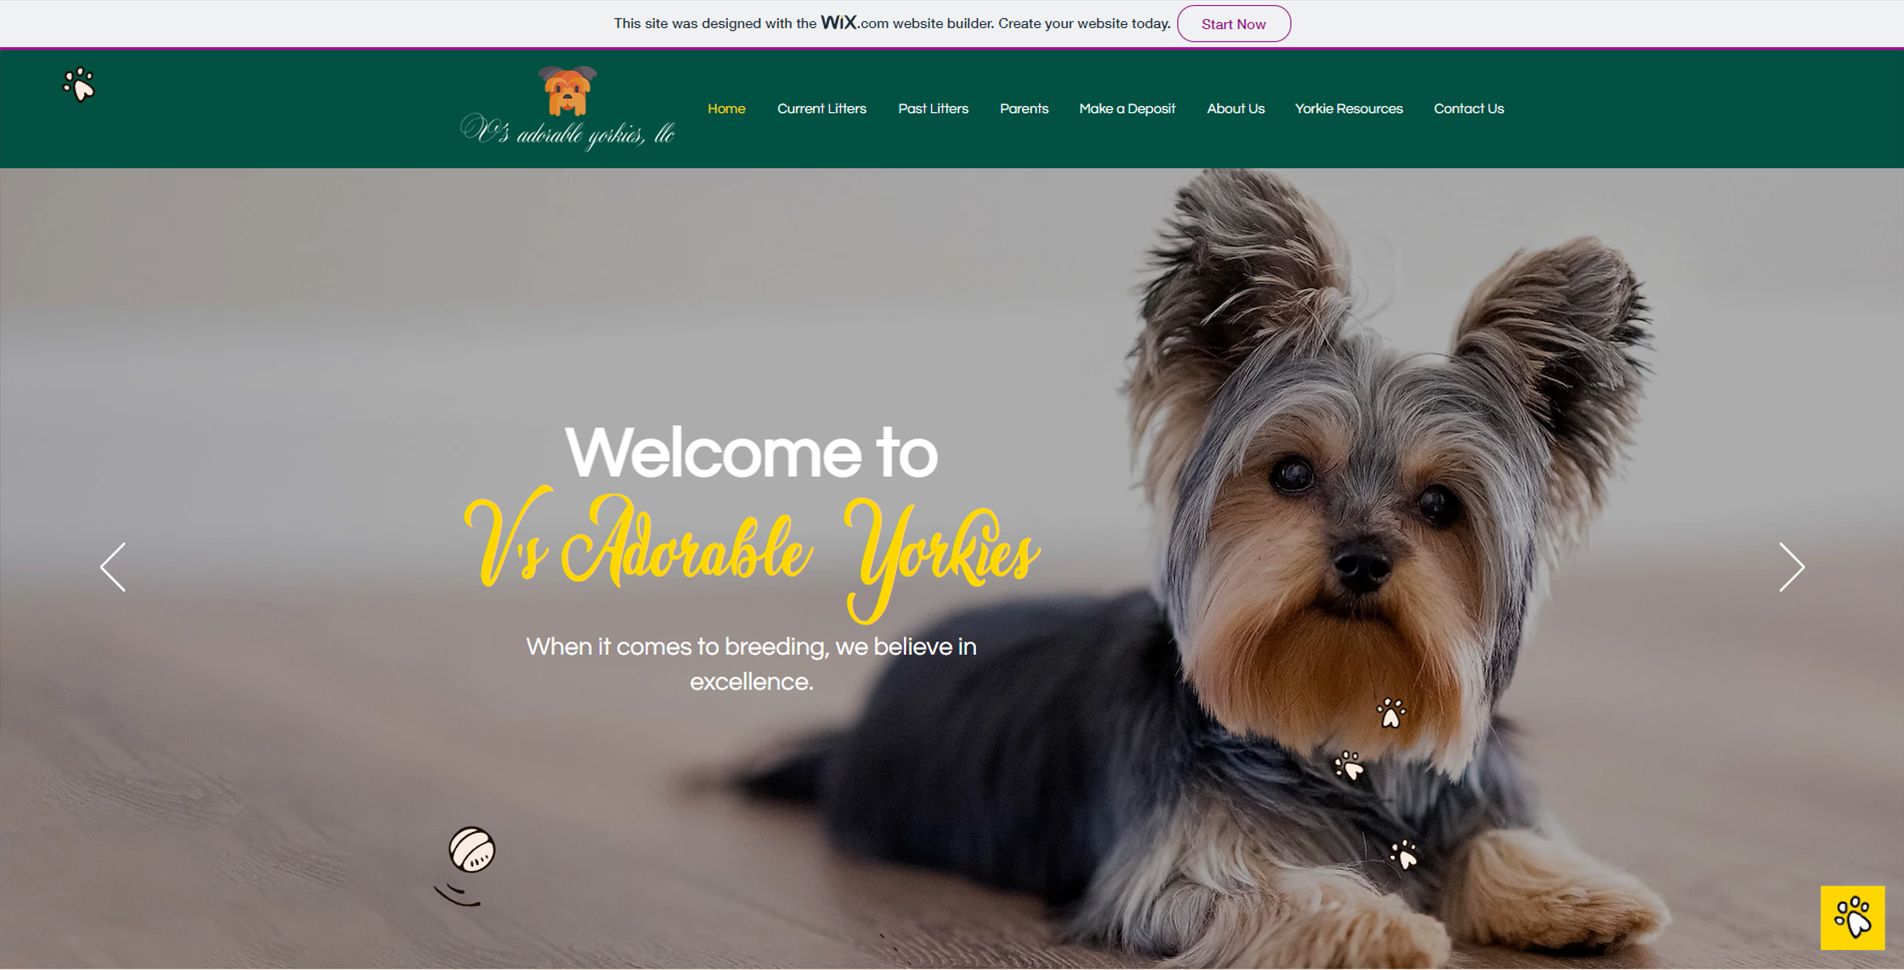 This site was designed with the WiX.com website builder. Create your website today. Start Now
V's adorable yorkies, llc
Home Current Litters Past Litters Parents Make a Deposit About Us Yorkie Resources Contact Us
Welcome to
V's Adorable Yorkies
When it comes to breeding, we believe in
excellence.